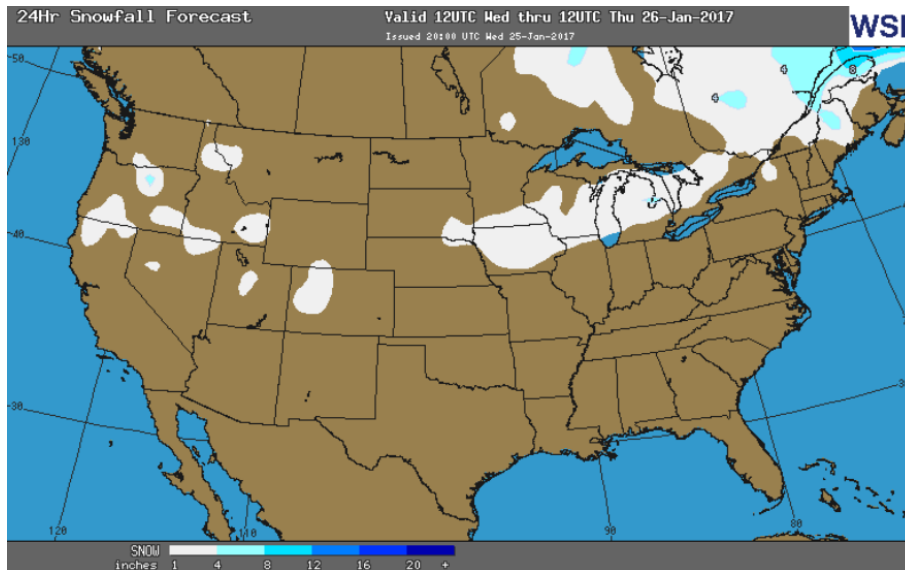 24Hr Snowfall Forecast
Valid 12UTC Wed thru 12UTC Thu 26-Jan-2017
Issued 20:00 UTC Wed 25-Jan-2017
WSI
50
130
40
30
120
110
90
80
4
4
8
SNOW
inches 1 4 8 12 16 20 +